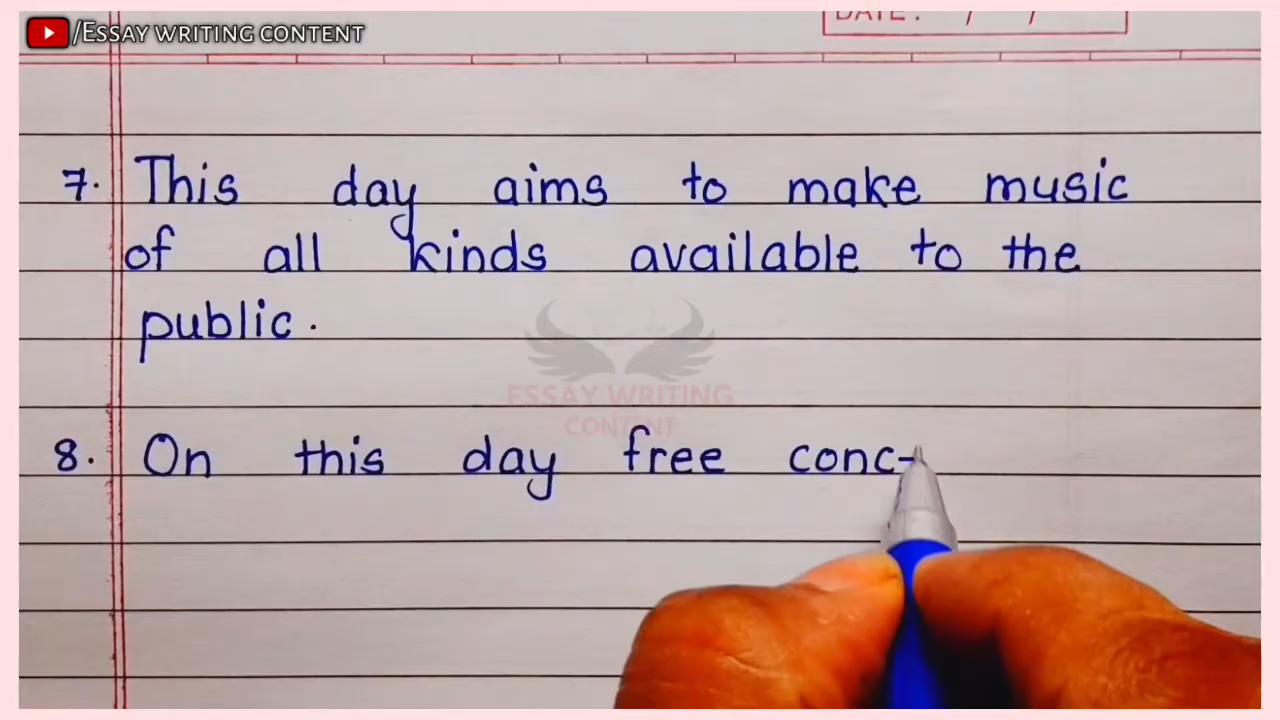 /ESSAY WRITING CONTENT
DATE: / /
7. This day aims to make music
of all kinds available to the
public.
ESSAY WRITING
CONTENT
8. On this day free conc